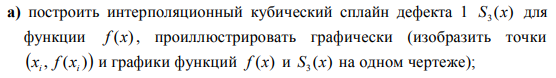 а) построить интерполяционный кубический сплайн дефекта 1 S₃(x) для
функции f(x), проиллюстрировать графически (изобразить точки
(xᵢ, f(xᵢ)) и графики функций f(x) и S₃(x) на одном чертеже);